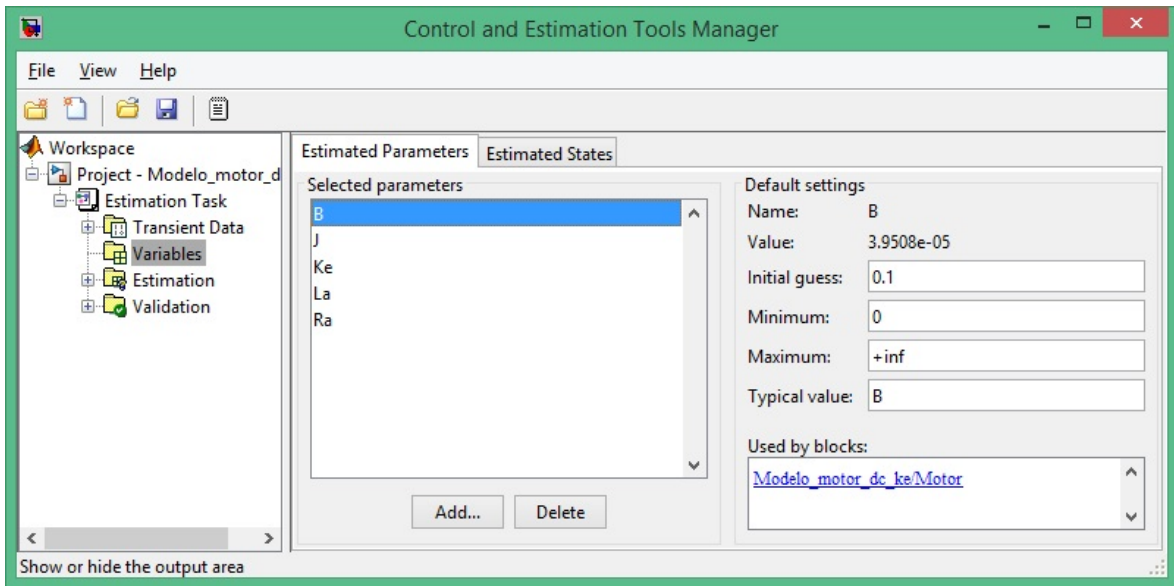 Control and Estimation Tools Manager
File View Help
Workspace
Project - Modelo_motor_d
Estimation Task
Transient Data
Variables
Estimation
Validation
Estimated Parameters Estimated States
Selected parameters
B
J
Ke
La
Ra
Add... Delete
Default settings
Name: B
Value: 3.9508e-05
Initial guess: 0.1
Minimum: 0
Maximum: +inf
Typical value: B
Used by blocks:
Modelo_motor_dc_ke/Motor
Show or hide the output area